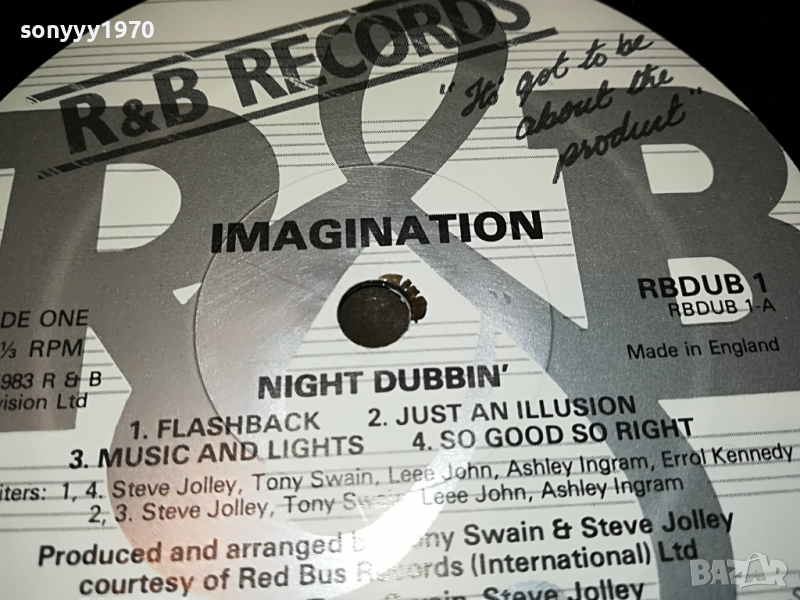 sonyyy1970
R&B RECORDS
"It's got to be
about the
product"
IMAGINATION
RBDUB 1
RBDUB 1-A
Made in England
DE ONE
⅓ RPM
983 R & B
vision Ltd
NIGHT DUBBIN'
1. FLASHBACK 2. JUST AN ILLUSION
3. MUSIC AND LIGHTS 4. SO GOOD SO RIGHT
iters: 1, 4. Steve Jolley, Tony Swain, Leee John, Ashley Ingram, Errol Kennedy
2, 3. Steve Jolley, Tony Swain, Leee John, Ashley Ingram
Produced and arranged by Tony Swain & Steve Jolley
courtesy of Red Bus Records (International) Ltd
Swain, Steve Jolley
BAZAR